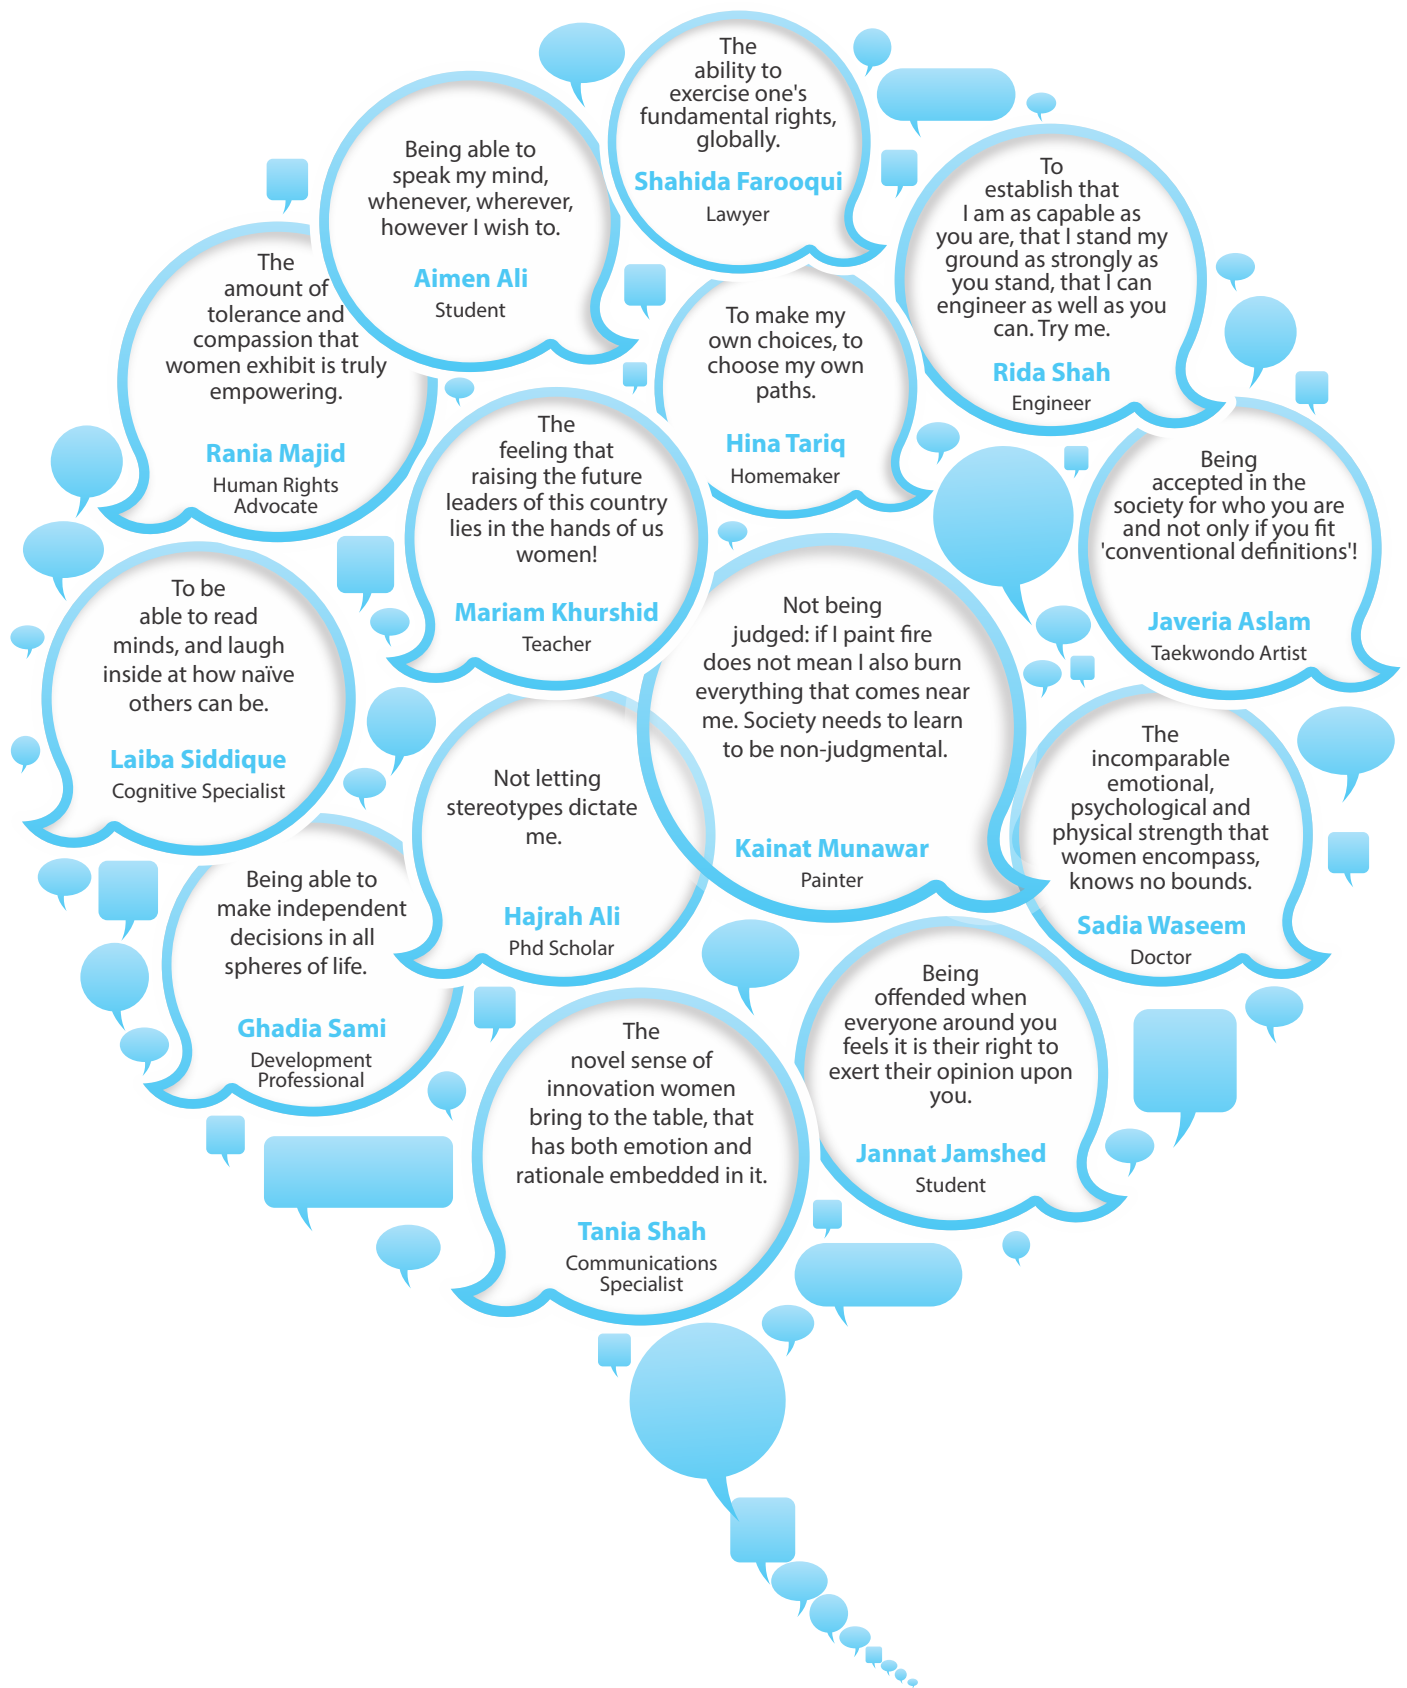 The
ability to
exercise one's
fundamental rights,
globally.
Shahida Farooqui
Lawyer
Being able to
speak my mind,
whenever, wherever,
however I wish to.
Aimen Ali
Student
To
establish that
I am as capable as
you are, that I stand my
ground as strongly as
you stand, that I can
engineer as well as you
can. Try me.
Rida Shah
Engineer
The
amount of
tolerance and
compassion that
women exhibit is truly
empowering.
Rania Majid
Human Rights
Advocate
To make my
own choices, to
choose my own
paths.
Hina Tariq
Homemaker
The
feeling that
raising the future
leaders of this country
lies in the hands of us
women!
Mariam Khurshid
Teacher
Being
accepted in the
society for who you are
and not only if you fit
'conventional definitions'!
Javeria Aslam
Taekwondo Artist
To be
able to read
minds, and laugh
inside at how naïve
others can be.
Laiba Siddique
Cognitive Specialist
Not being
judged: if I paint fire
does not mean I also burn
everything that comes near
me. Society needs to learn
to be non-judgmental.
Kainat Munawar
Painter
Not letting
stereotypes dictate
me.
Hajrah Ali
Phd Scholar
The
incomparable
emotional,
psychological and
physical strength that
women encompass,
knows no bounds.
Sadia Waseem
Doctor
Being able to
make independent
decisions in all
spheres of life.
Ghadia Sami
Development
Professional
Being
offended when
everyone around you
feels it is their right to
exert their opinion upon
you.
Jannat Jamshed
Student
The
novel sense of
innovation women
bring to the table, that
has both emotion and
rationale embedded in it.
Tania Shah
Communications
Specialist